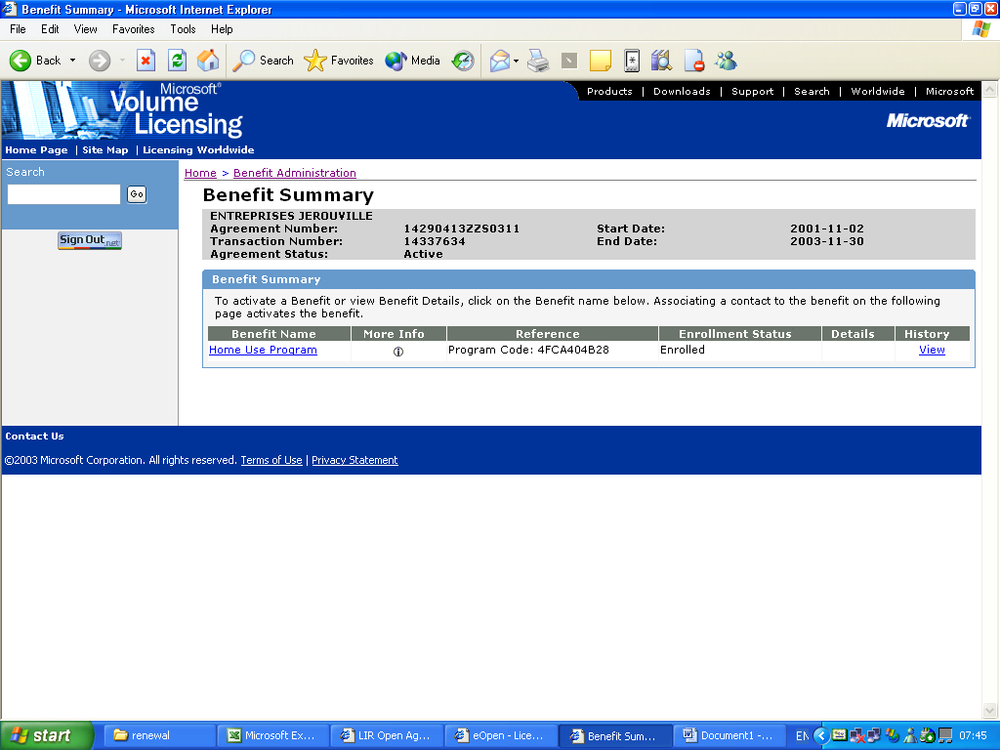 Benefit Summary - Microsoft Internet Explorer
File Edit View Favorites Tools Help
Back Search Favorites Media
Microsoft® Volume Licensing
Products | Downloads | Support | Search | Worldwide | Microsoft
Microsoft
Home Page | Site Map | Licensing Worldwide
Search
Go
Sign Out .net
Home > Benefit Administration
Benefit Summary
ENTREPRISES JEROUVILLE
Agreement Number: 14290413ZZS0311 Start Date: 2001-11-02
Transaction Number: 14337634 End Date: 2003-11-30
Agreement Status: Active
Benefit Summary
To activate a Benefit or view Benefit Details, click on the Benefit name below. Associating a contact to the benefit on the following
page activates the benefit.
Benefit Name More Info Reference Enrollment Status Details History
Home Use Program Program Code: 4FCA404B28 Enrolled View
Contact Us
©2003 Microsoft Corporation. All rights reserved. Terms of Use | Privacy Statement
start renewal Microsoft Ex... LIR Open Ag... eOpen - Lice... Benefit Sum... Document1 -... EN 07:45